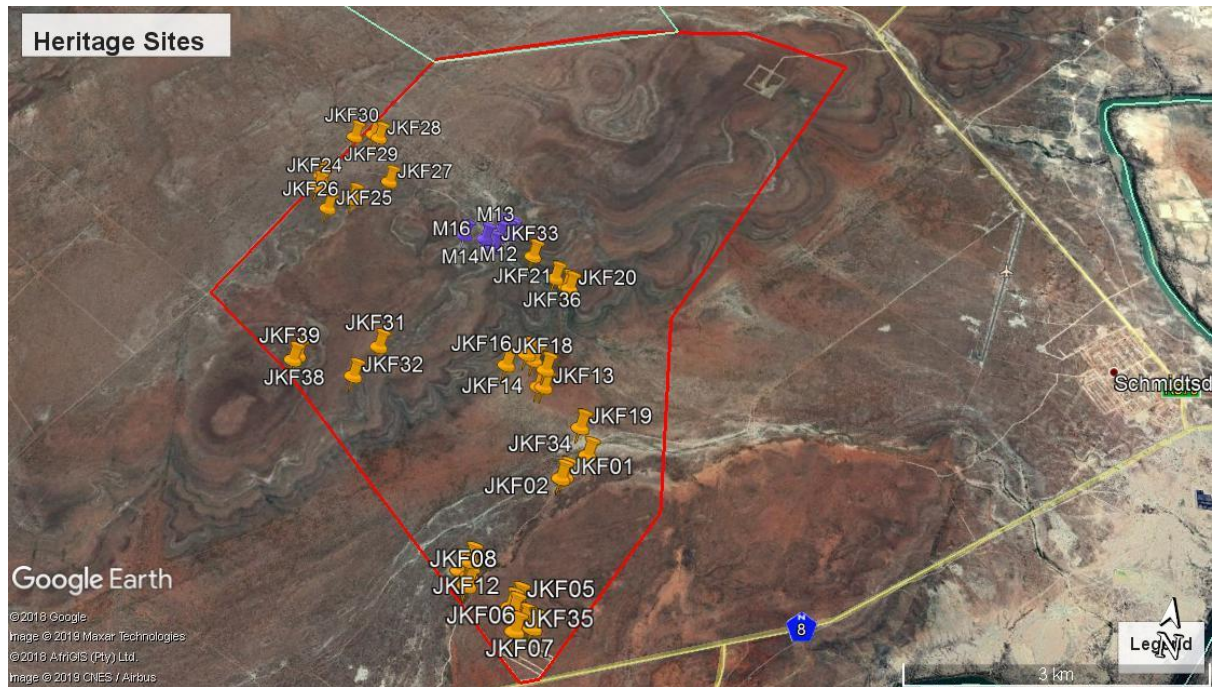 Heritage Sites
JKF30
JKF28
JKF29
JKF24
JKF27
JKF26
JKF25
M13
M16
JKF33
M14
M12
JKF21
JKF20
JKF36
JKF39
JKF31
JKF16
JKF18
JKF38
JKF32
JKF14
JKF13
JKF19
JKF34
JKF01
JKF02
Schmidtsd
JKF08
JKF12
JKF05
JKF06
JKF35
JKF07
N
8
Google Earth
©2018 Google
Image © 2019 Maxar Technologies
©2018 AfriGIS (Pty) Ltd.
Image © 2019 CNES / Airbus
Legend
N
3 km